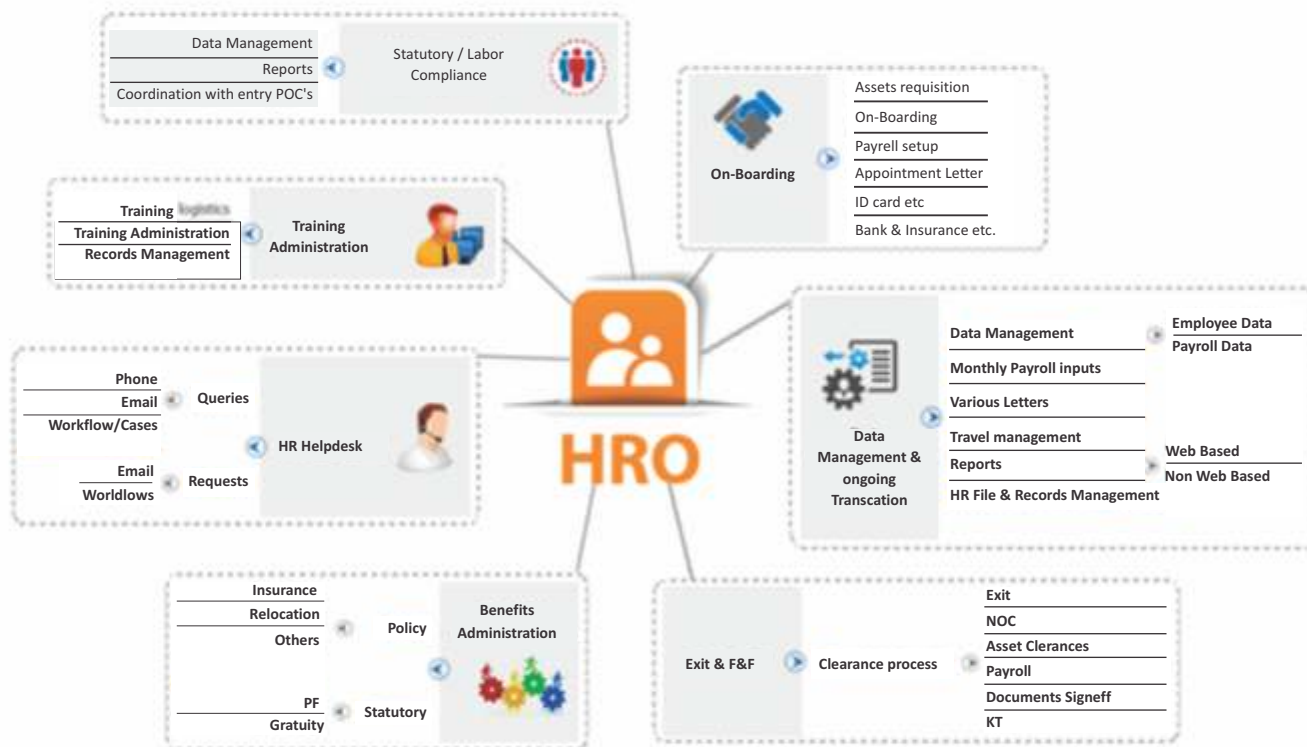 Data Management
Reports
Coordination with entry POC's
Statutory / Labor
Compliance
Assets requisition
On-Boarding
Payrell setup
Appointment Letter
ID card etc
Bank & Insurance etc.
On-Boarding
Training logistics
Training Administration
Records Management
Training
Administration
Data Management
Employee Data
Payroll Data
Monthly Payroll inputs
Various Letters
Travel management
Reports
Web Based
Non Web Based
HR File & Records Management
Data
Management &
ongoing
Transcation
Phone
Email
Workflow/Cases
Queries
Email
Worldlows
Requests
HR Helpdesk
HRO
Insurance
Relocation
Others
Policy
PF
Gratuity
Statutory
Benefits
Administration
Exit & F&F
Clearance process
Exit
NOC
Asset Clerances
Payroll
Documents Signeff
KT